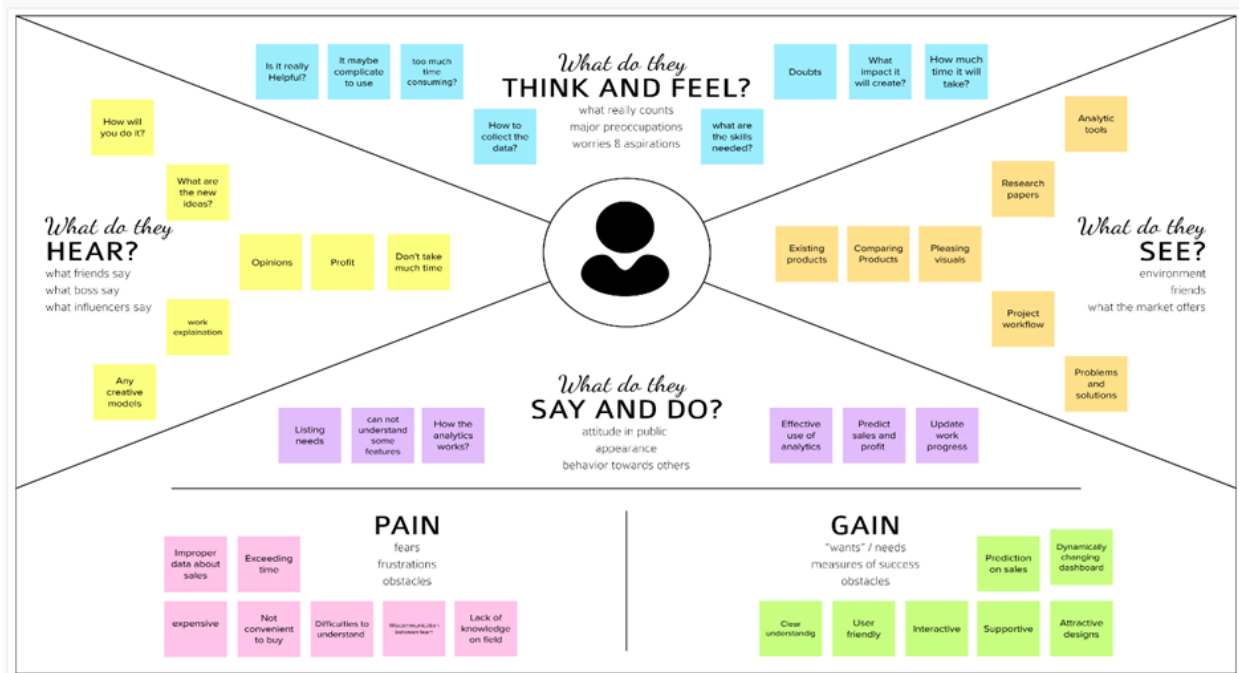 What do they
THINK AND FEEL?
what really counts
major preoccupations
worries & aspirations
Is it really
Helpful?
It maybe
complicate
to use
too much
time
consuming?
How to
collect the
data?
Doubts
What
impact it
will create?
How much
time it will
take?
what are
the skills
needed?
What do they
HEAR?
what friends say
what boss say
what influencers say
How will
you do it?
What are
the new
ideas?
Opinions
Profit
Don't take
much time
work
explaination
Any
creative
models
What do they
SEE?
environment
friends
what the market offers
Analytic
tools
Research
papers
Existing
products
Comparing
Products
Pleasing
visuals
Project
workflow
Problems
and
solutions
What do they
SAY AND DO?
attitude in public
appearance
behavior towards others
Listing
needs
can not
understand
some
features
How the
analytics
works?
Effective
use of
analytics
Predict
sales and
profit
Update
work
progress
PAIN
fears
frustrations
obstacles
Improper
data about
sales
Exceeding
time
expensive
Not
convenient
to buy
Difficulties to
understand
Miscommunication
between team
Lack of
knowledge
on field
GAIN
"wants" / needs
measures of success
obstacles
Prediction
on sales
Dynamically
changing
dashboard
Clear
understandig
User
friendly
Interactive
Supportive
Attractive
designs